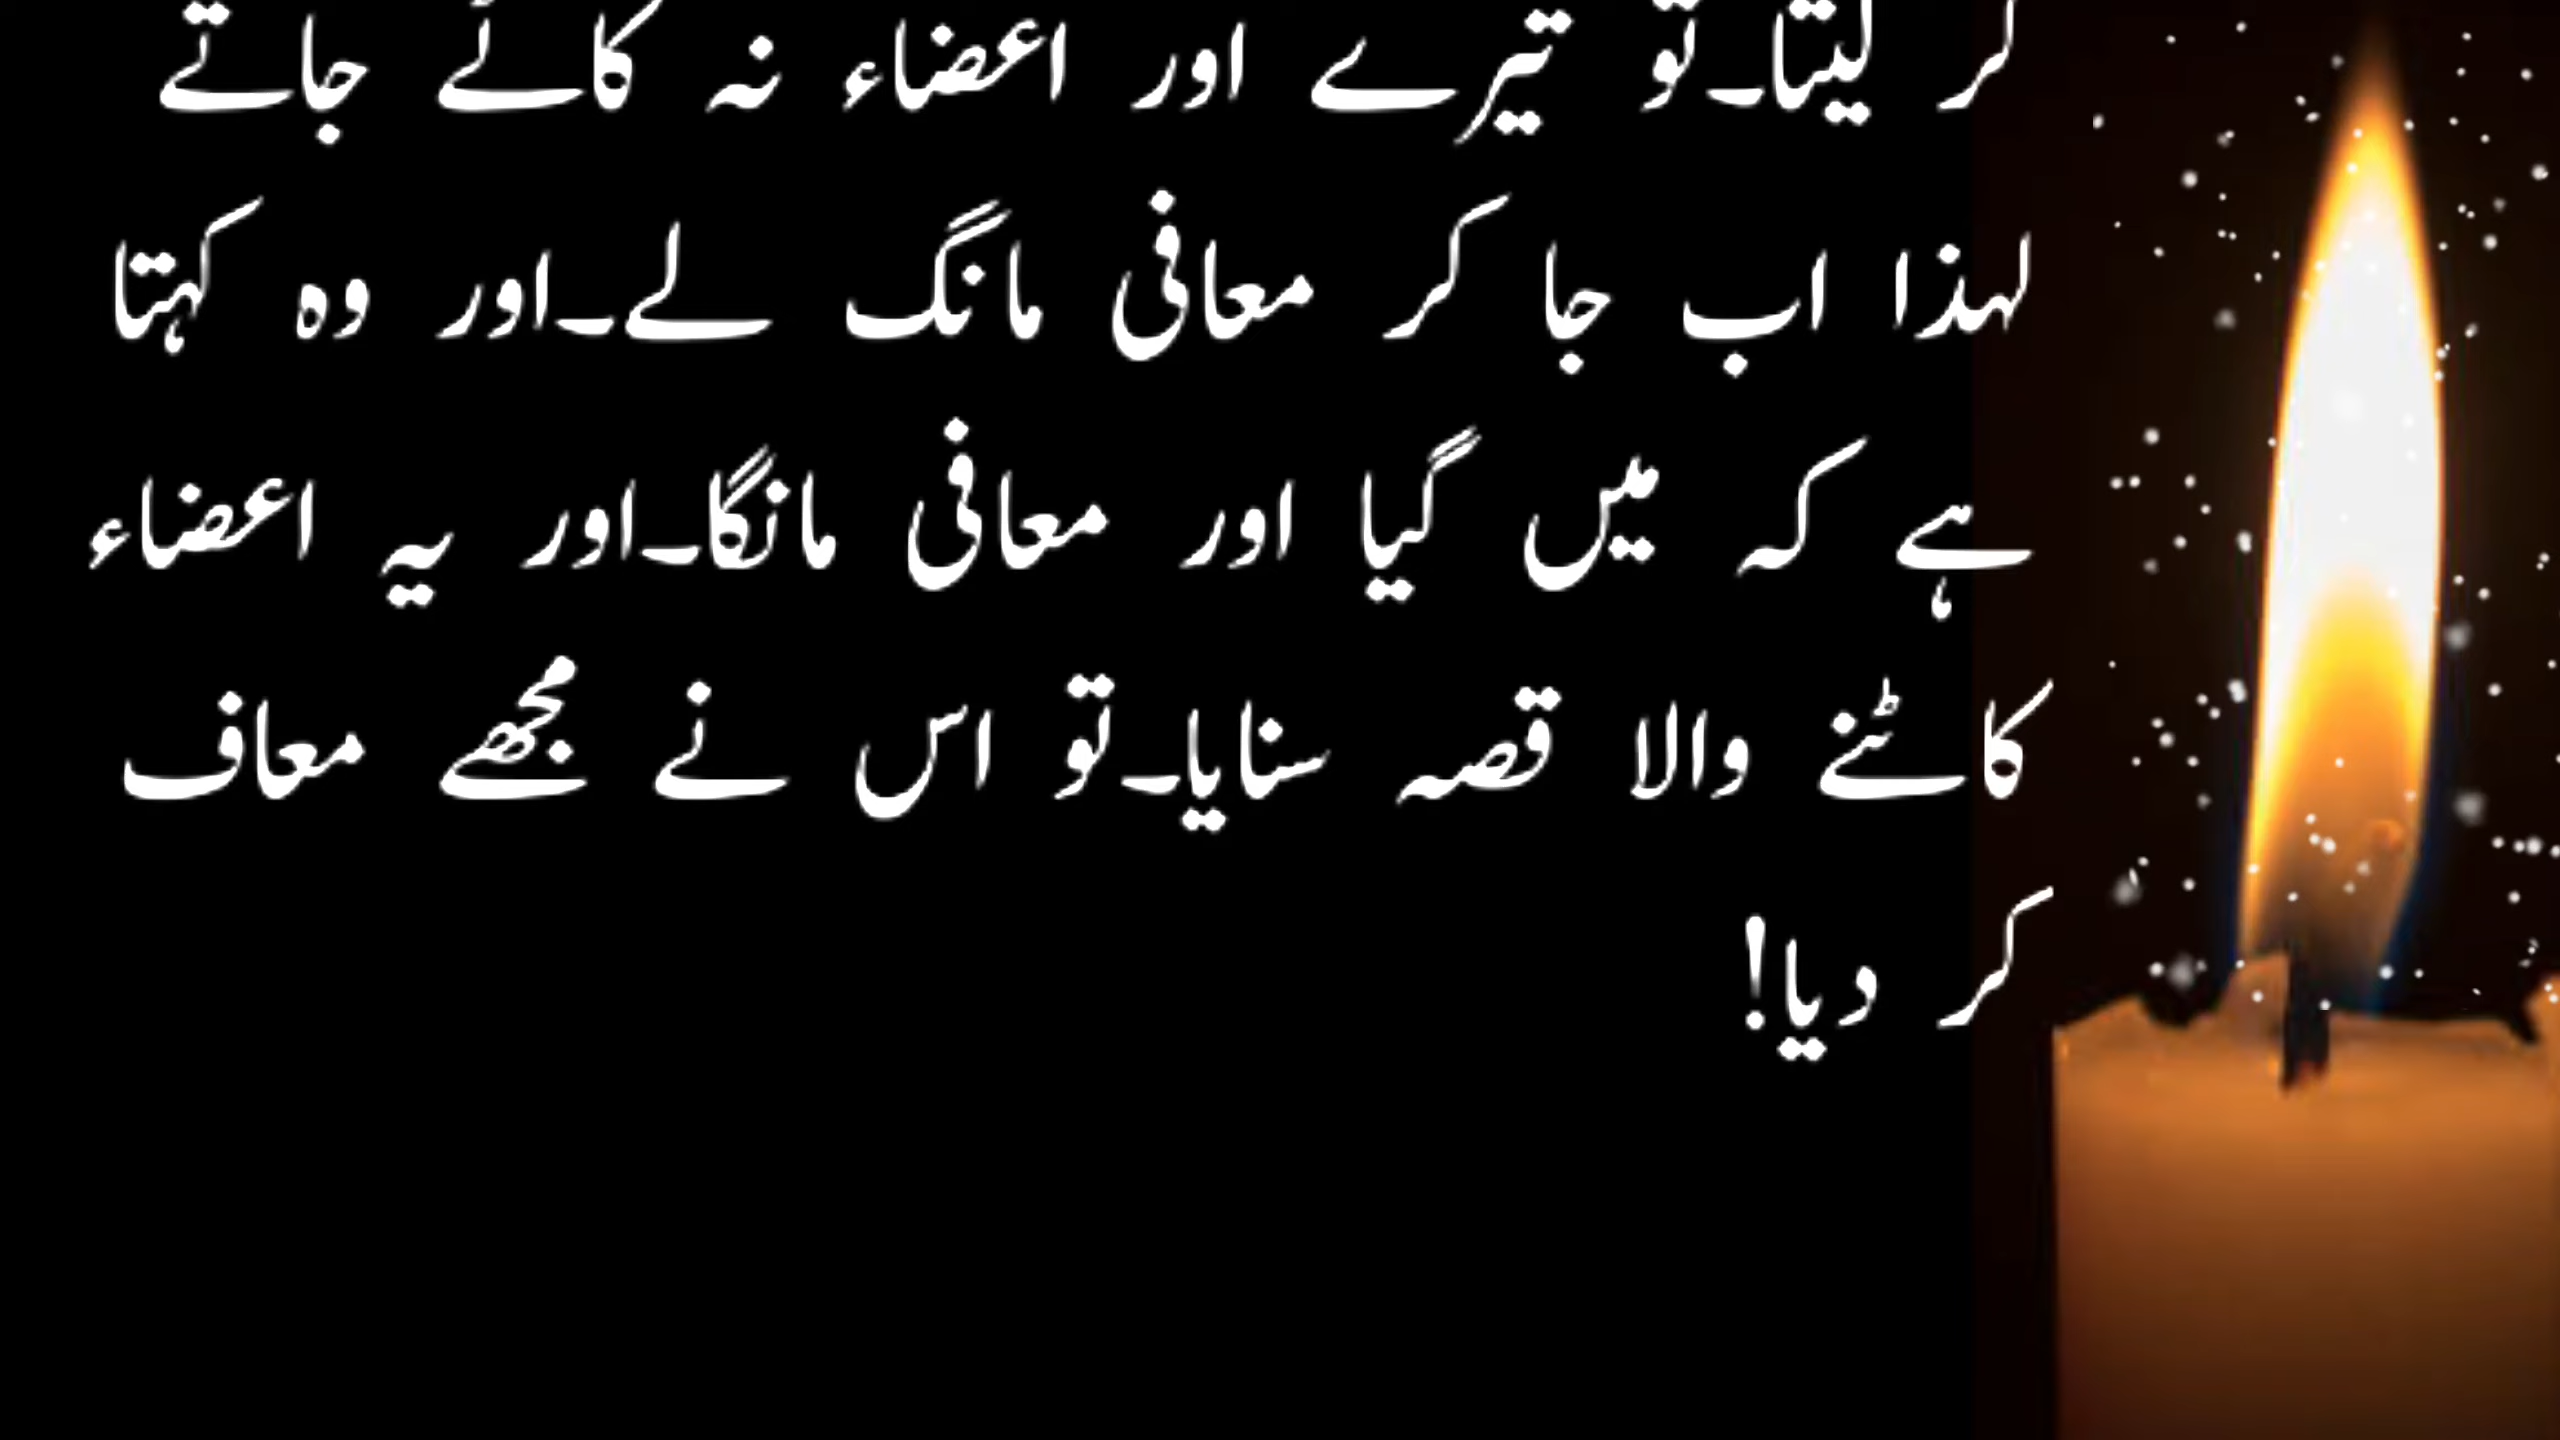 کر لیتا۔تو تیرے اور اعضاء نہ کاٹے جاتے
لہذا اب جا کر معافی مانگ لے۔اور وہ کہتا
ہے کہ میں گیا اور معافی مانگا۔اور یہ اعضاء
کاٹنے والا قصہ سنایا۔تو اس نے مجھے معاف
کر دیا!